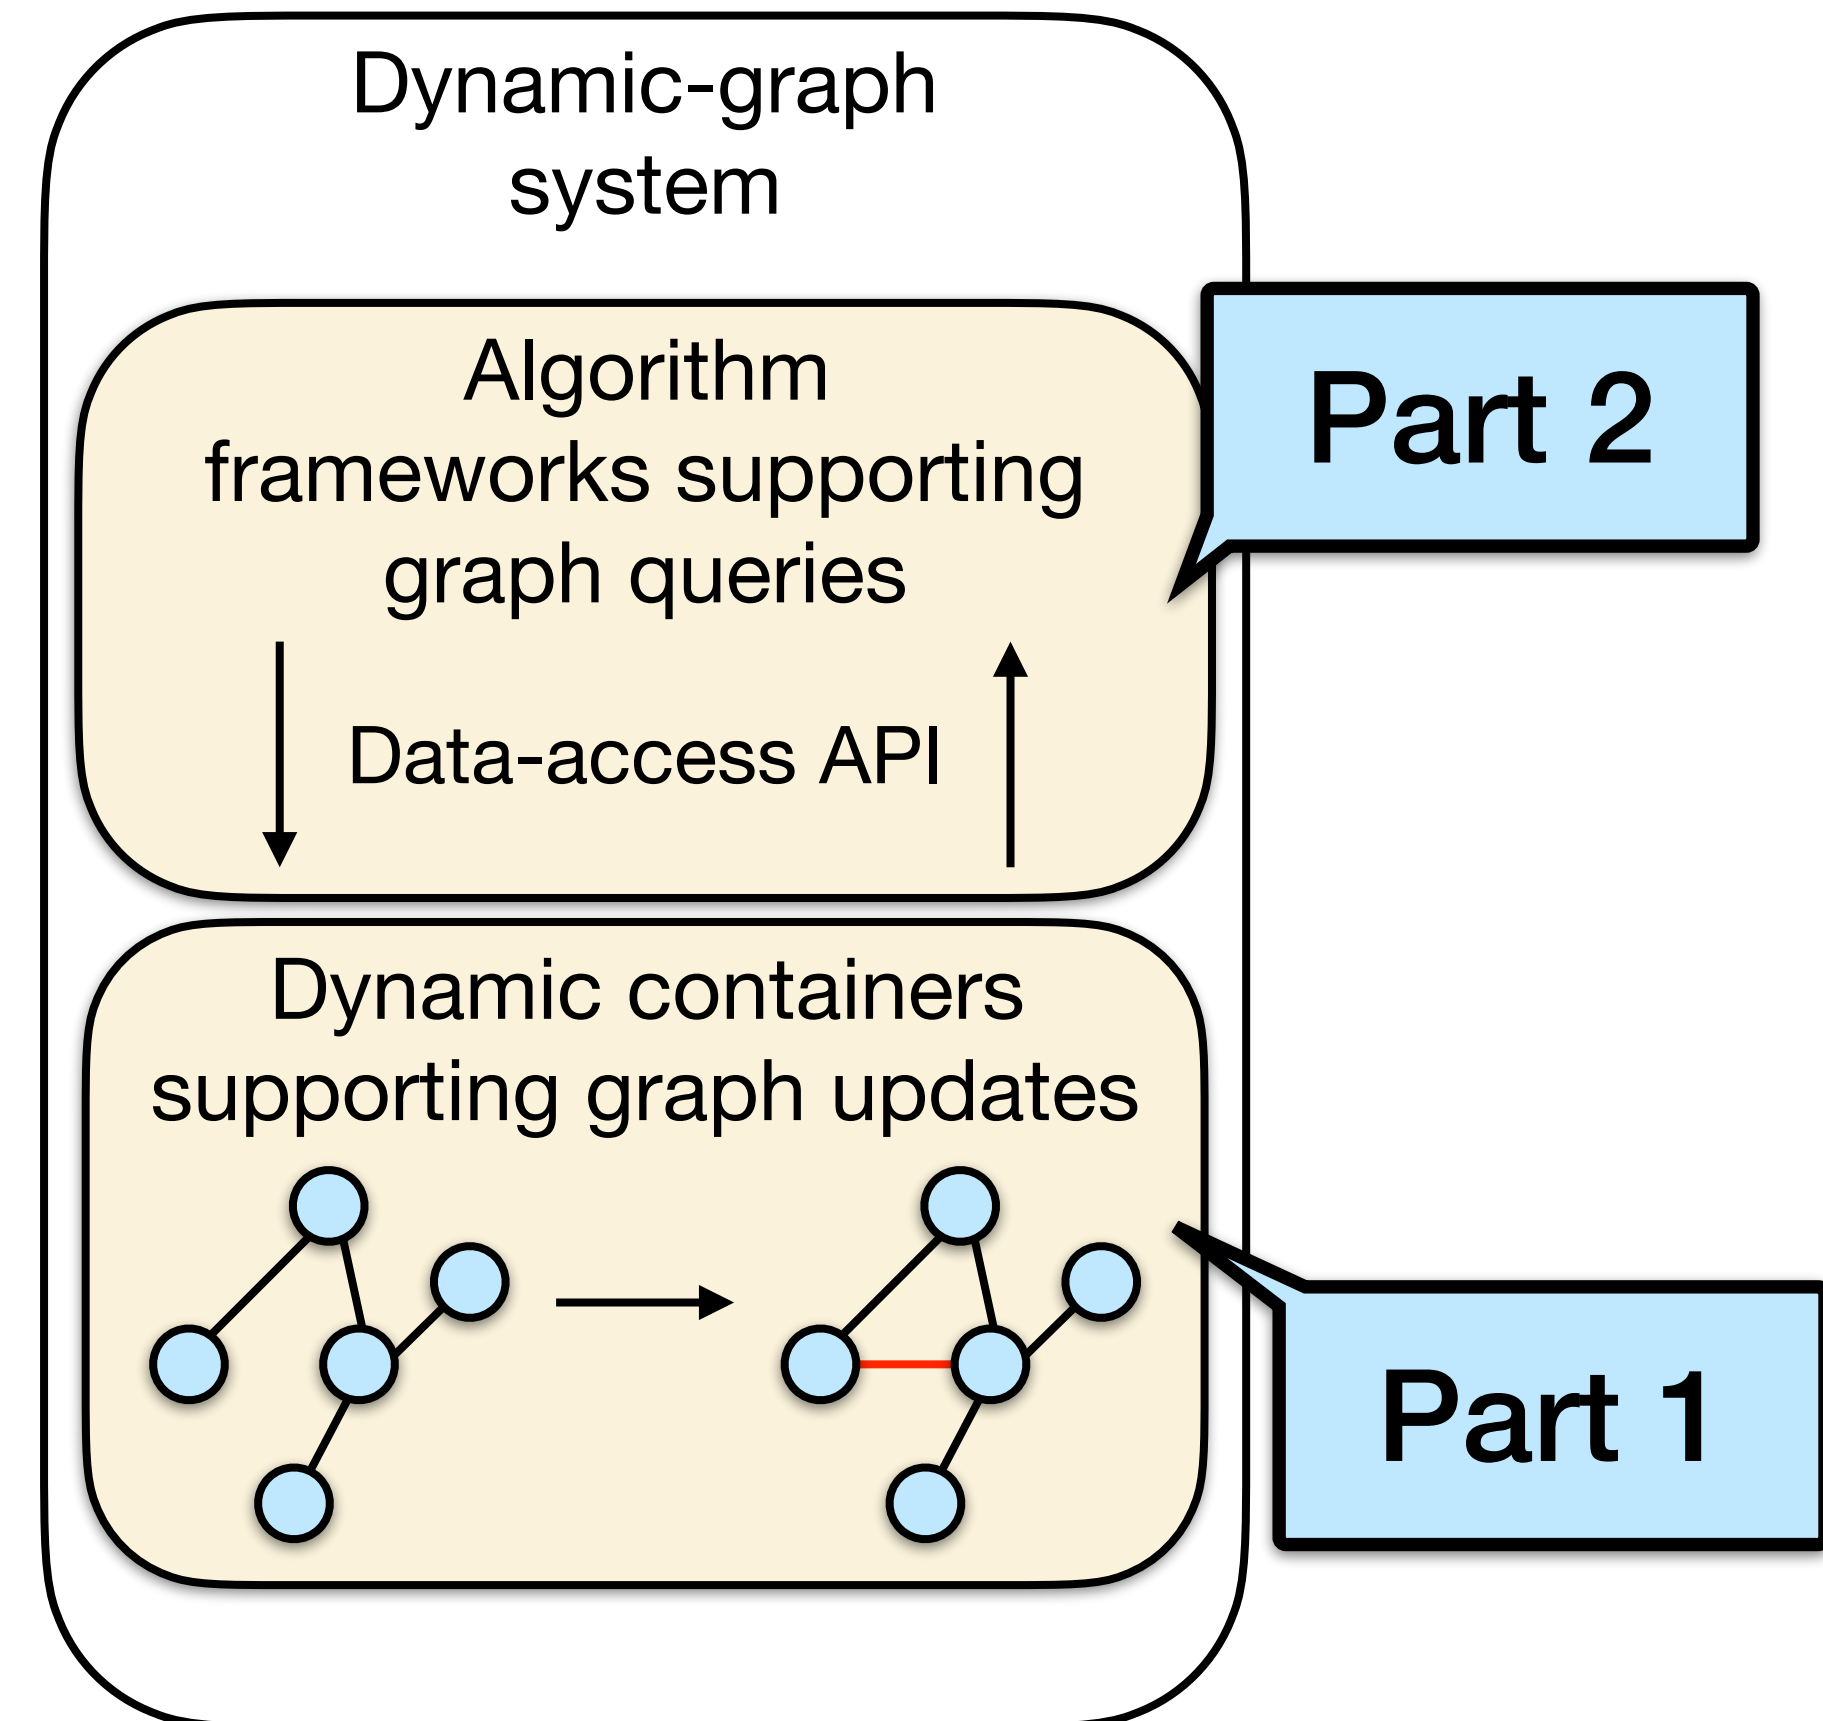 Dynamic-graph
system
Algorithm
frameworks supporting
graph queries
Part 2
Data-access API
Dynamic containers
supporting graph updates
Part 1